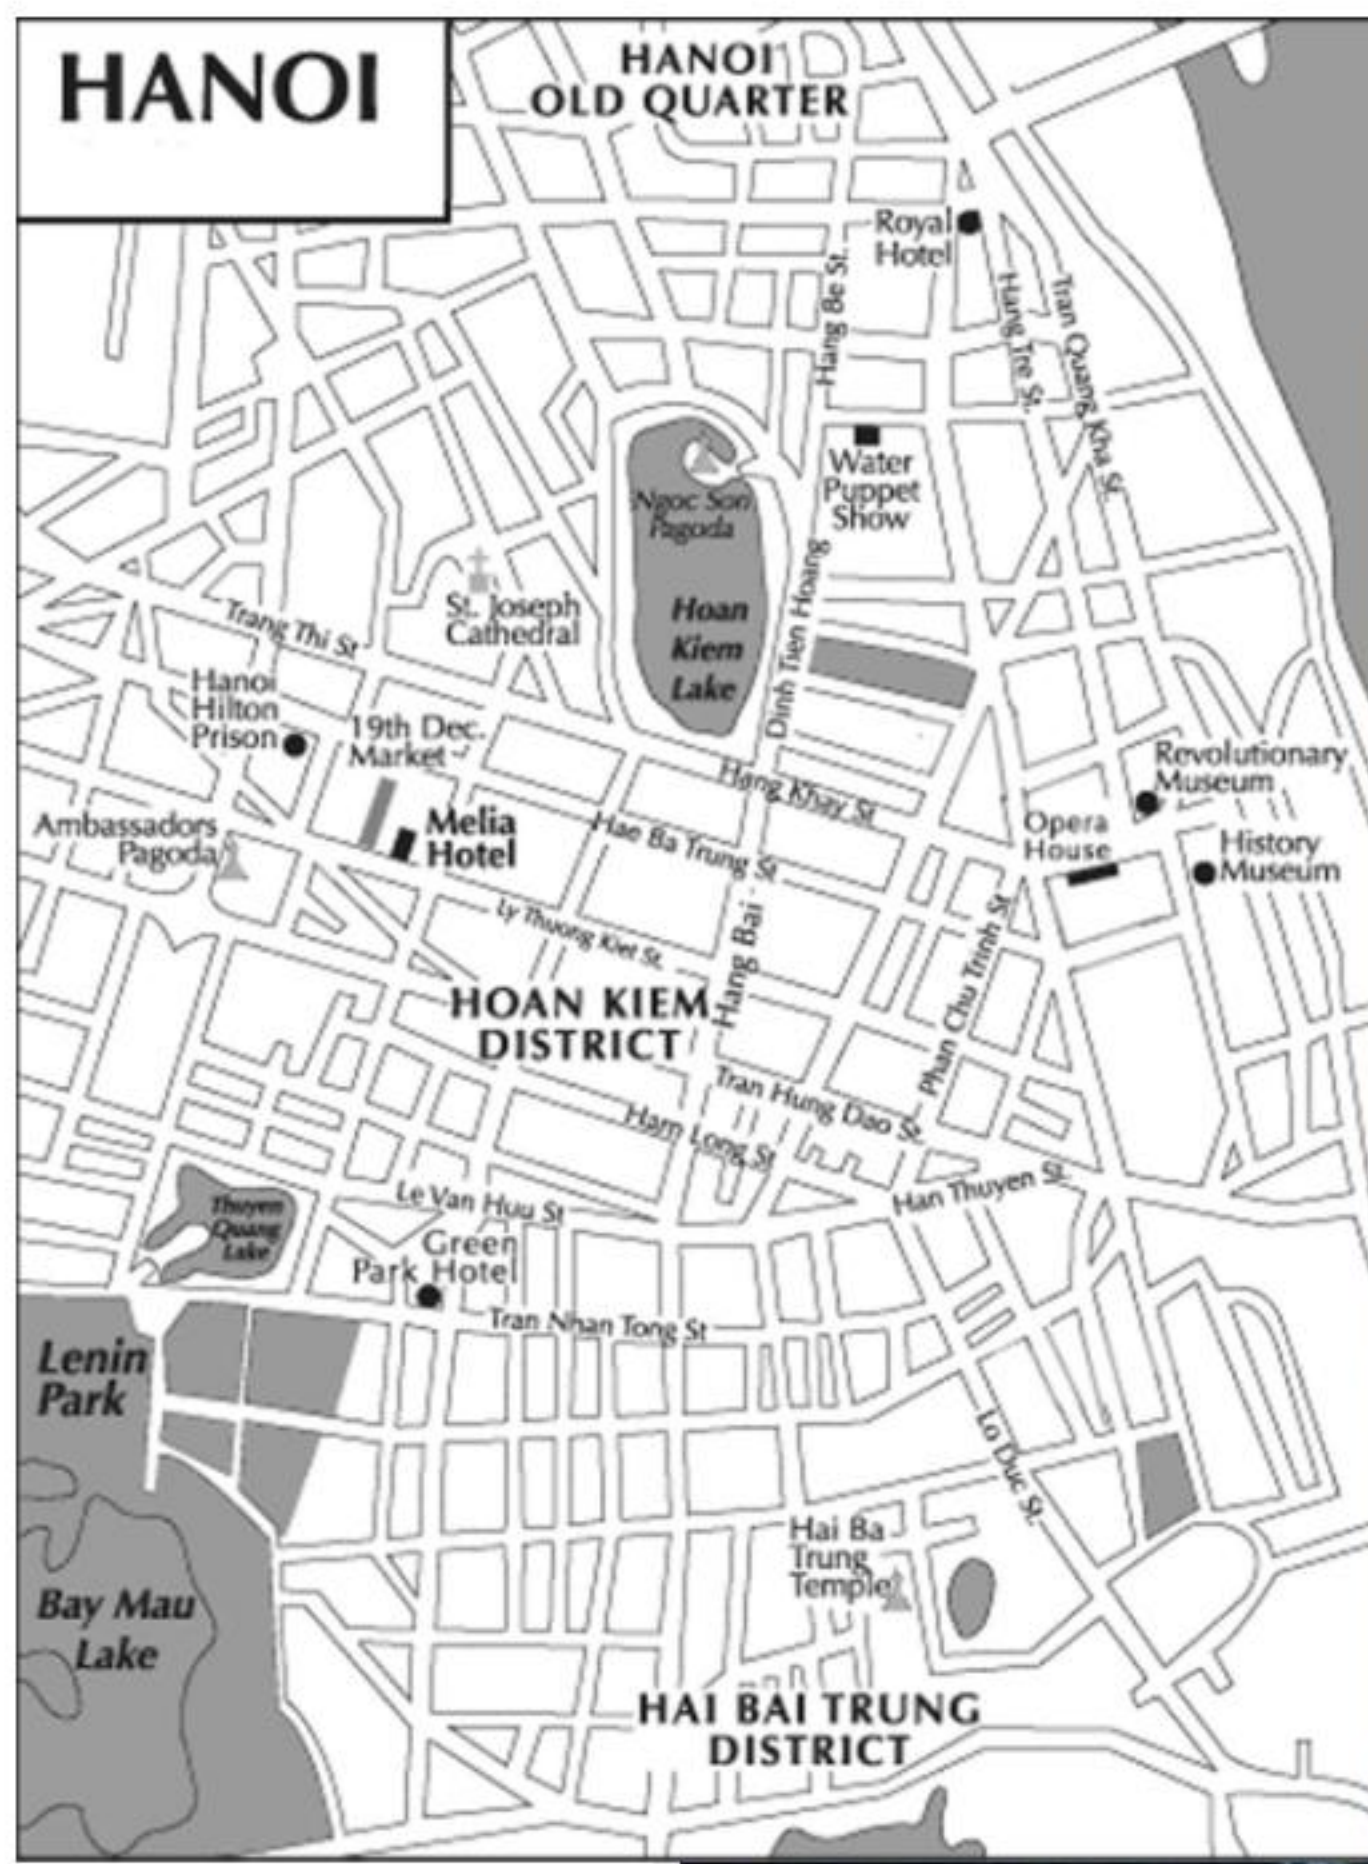 HANOI
HANOI
OLD QUARTER
Royal
Hotel
Hang Be St.
Hang Tre St.
Tran Quang Kha St.
Water
Puppet
Show
Ngoc Son
Pagoda
Hoan
Kiem
Lake
Dinh Tien Hoang
St. Joseph
Cathedral
Trang Thi St
Hanoi
Hilton
Prison
19th Dec.
Market
Hang Khay St
Revolutionary
Museum
Ambassadors
Pagoda
Melia
Hotel
Hae Ba Trung St
Opera
House
History
Museum
Ly Thuong Kiet St.
Hang Bai
Phan Chu Trinh St
HOAN KIEM
DISTRICT
Tran Hung Dao St.
Ham Long St
Han Thuyen St.
Le Van Huu St
Thuyen
Quang
Lake
Green
Park Hotel
Tran Nhan Tong St
Lenin
Park
Lo Duc St.
Hai Ba
Trung
Temple
Bay Mau
Lake
HAI BAI TRUNG
DISTRICT